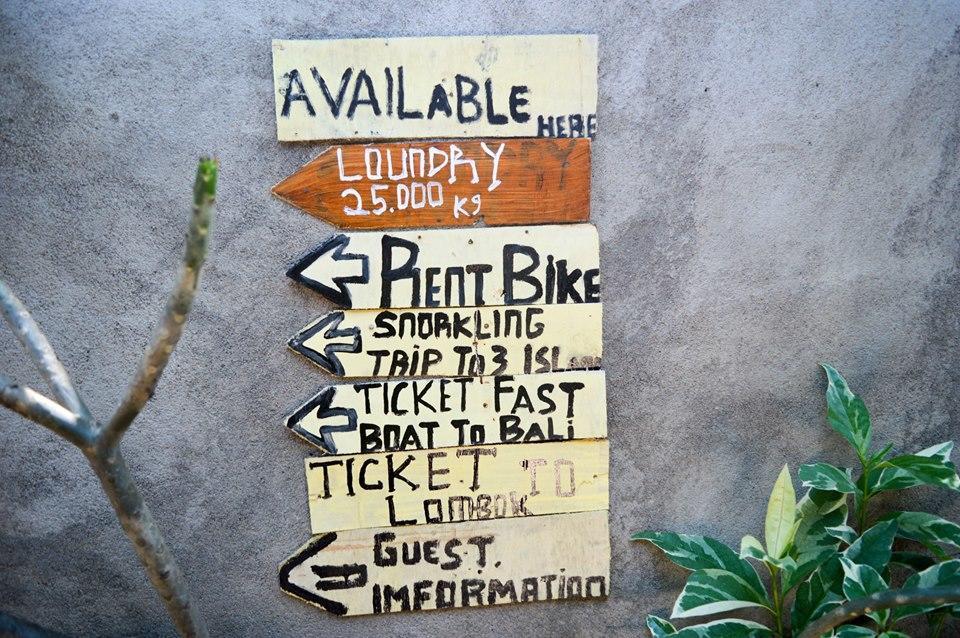 AVAILABLE
HERE
LOUNDRY
25.000 Kg
RENT BIKE
SNORKLING
TRIP TO 3
TICKET FAST
BOAT TO BALi
TICKET TO
LOMBOK
GUEST.
IMFORMATION